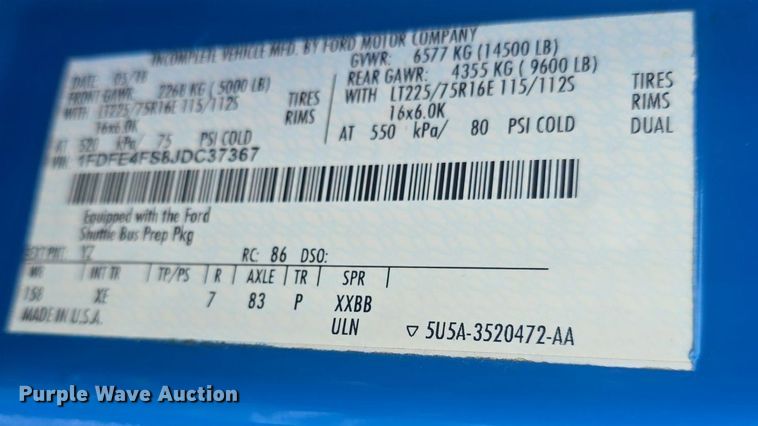 INCOMPLETE VEHICLE MFD. BY FORD MOTOR COMPANY
DATE: 05/18 GVWR: 6577 KG (14500 LB)
FRONT GAWR: 2268 KG ( 5000 LB) REAR GAWR: 4355 KG ( 9600 LB)
WITH LT225/75R16E 115/112S TIRES WITH LT225/75R16E 115/112S TIRES
16x6.0K RIMS 16x6.0K RIMS
AT 520 kPa/ 75 PSI COLD AT 550 kPa/ 80 PSI COLD DUAL
VIN: 1FDFE4FS8JDC37367
Equipped with the Ford
Shuttle Bus Prep Pkg
EXT PNT: YZ RC: 86 DSO:
WB INT TR TP/PS R AXLE TR SPR
158 XE 7 83 P XXBB
MADE IN U.S.A. ULN ▽ 5U5A-3520472-AA
Purple Wave Auction